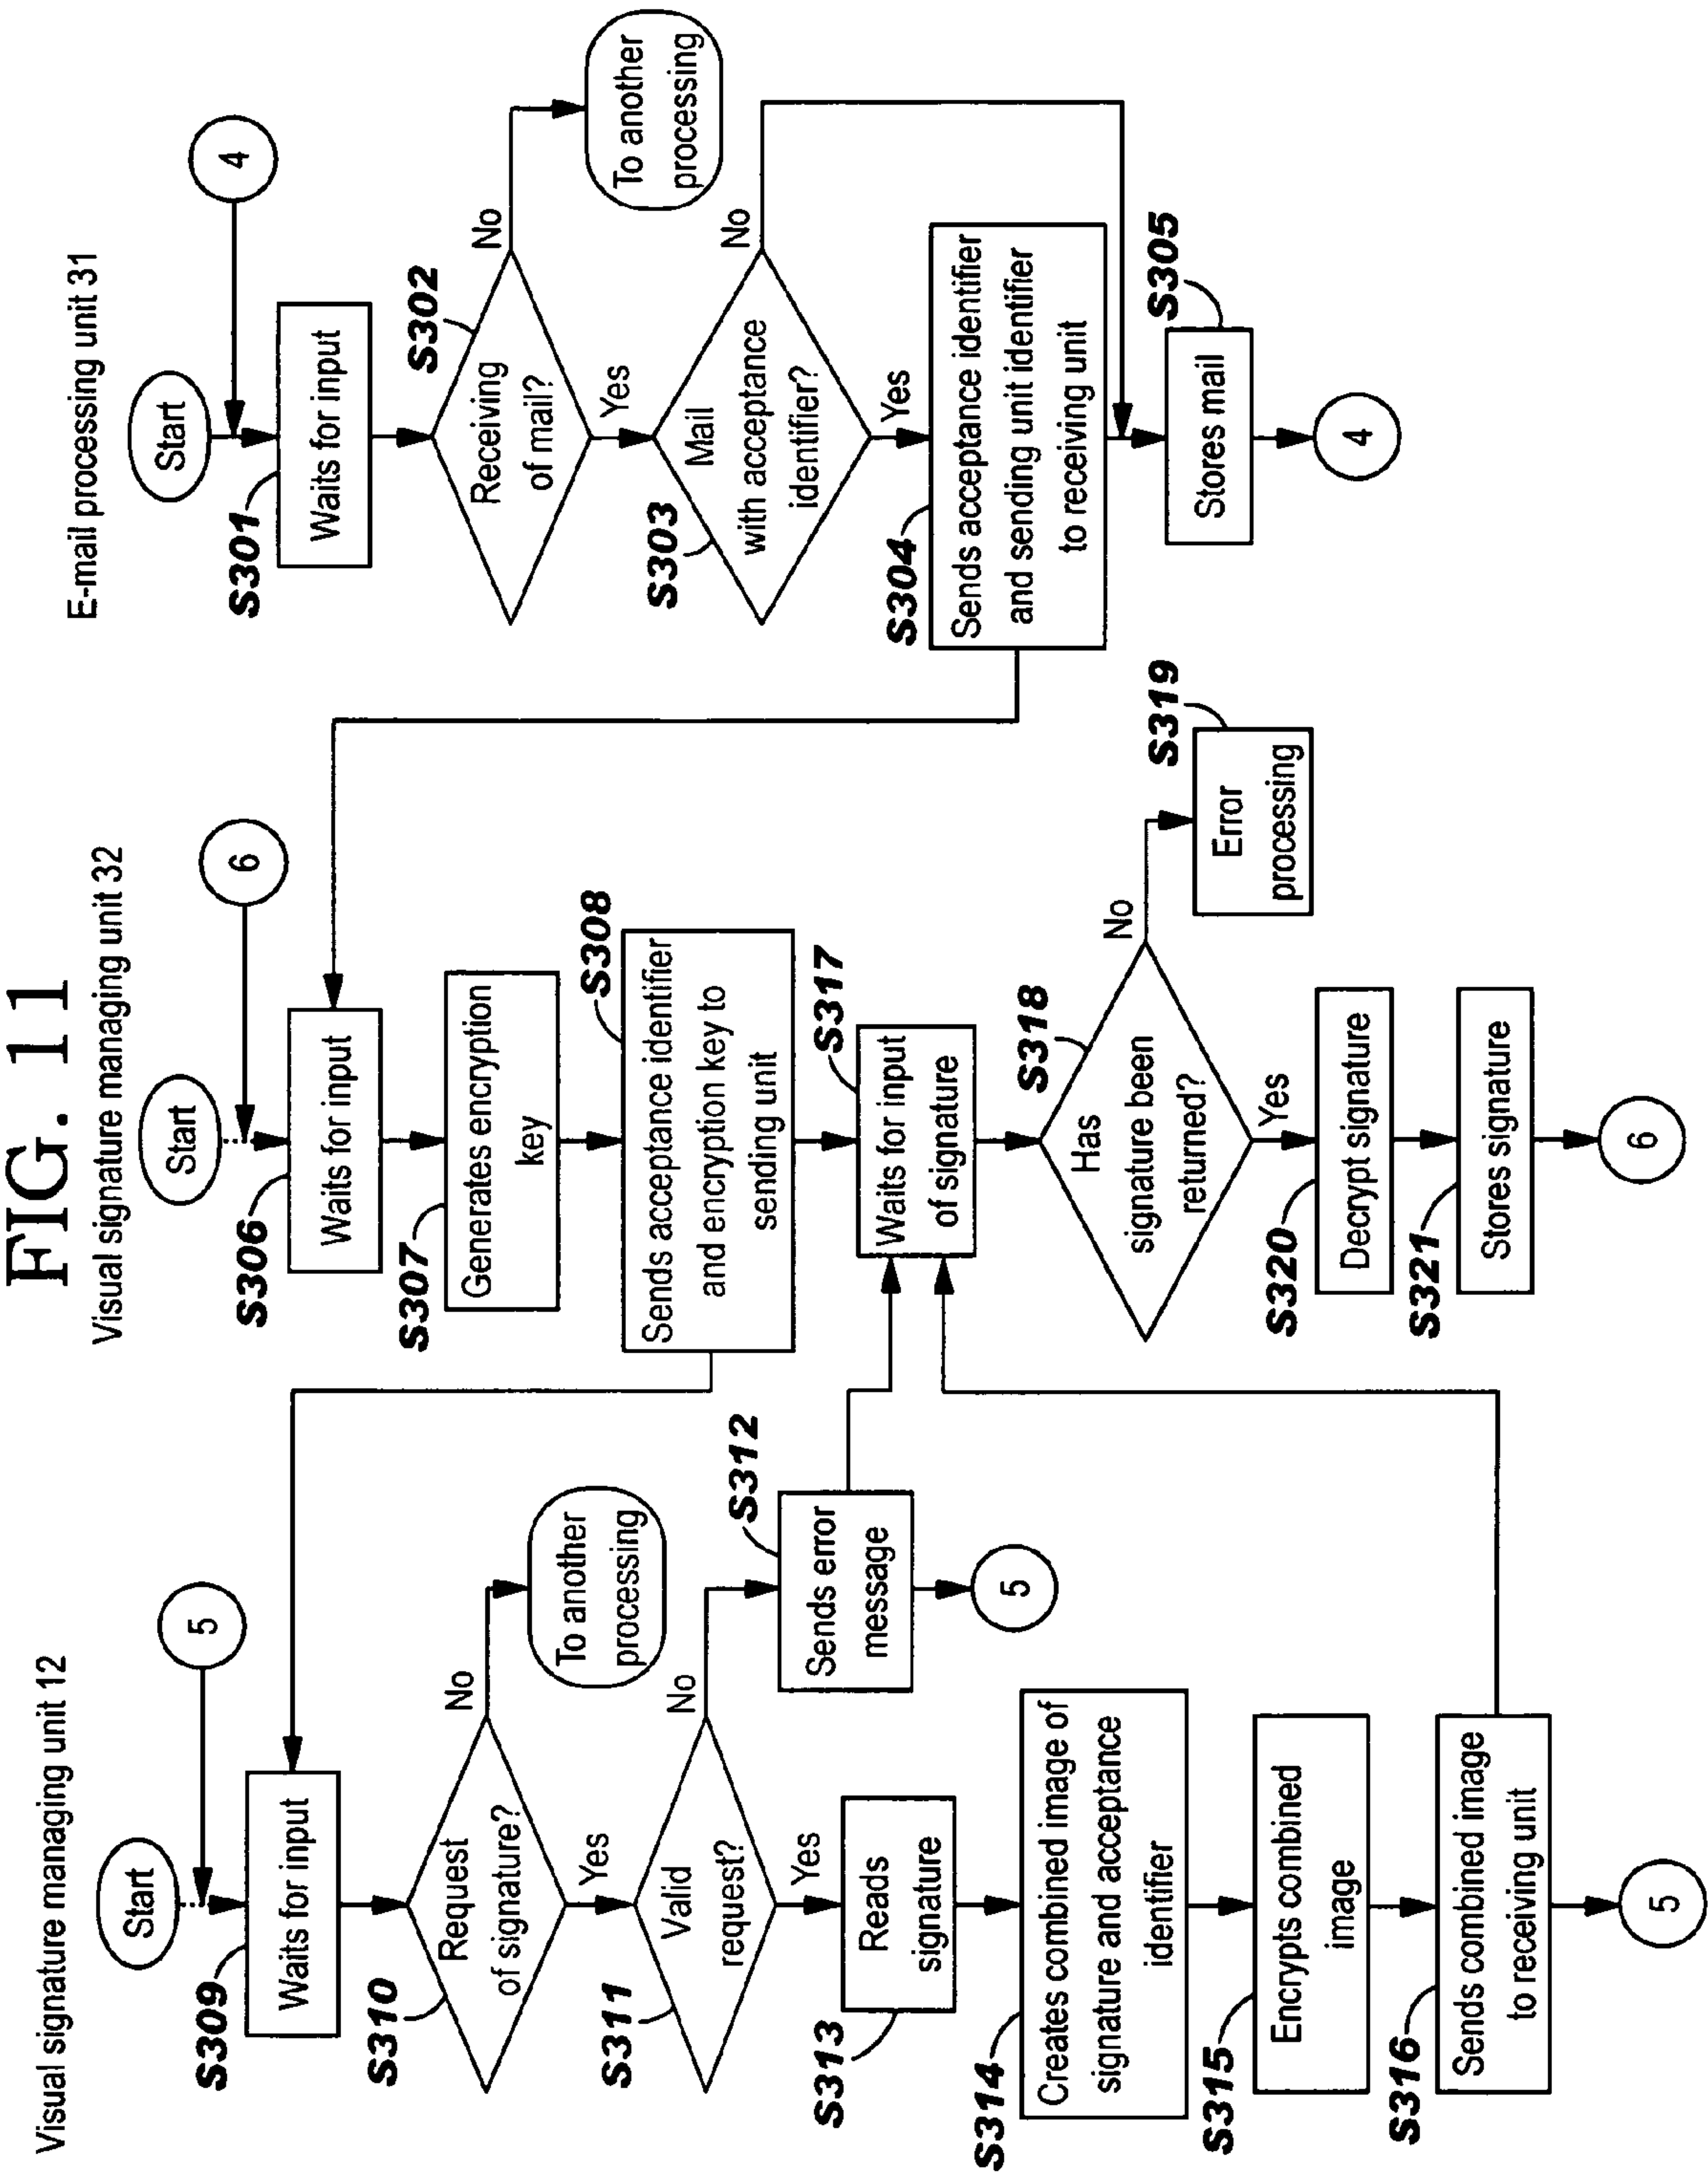 FIG. 11
Visual signature managing unit 12
Start
5
S309
Waits for input
S310
Request
of signature?
No
To another
processing
Yes
S311
Valid
request?
No
S312
Sends error
message
5
Yes
S313
Reads
signature
S314
Creates combined image of
signature and acceptance
identifier
S315
Encrypts combined
image
S316
Sends combined image
to receiving unit
5
Visual signature managing unit 32
Start
6
S306
Waits for input
S307
Generates encryption
key
S308
Sends acceptance identifier
and encryption key to
sending unit
S317
Waits for input
of signature
S318
Has
signature been
returned?
No
S319
Error
processing
Yes
S320
Decrypt signature
S321
Stores signature
6
E-mail processing unit 31
Start
4
S301
Waits for input
S302
Receiving
of mail?
No
To another
processing
Yes
S303
Mail
with acceptance
identifier?
No
Yes
S304
Sends acceptance identifier
and sending unit identifier
to receiving unit
S305
Stores mail
4